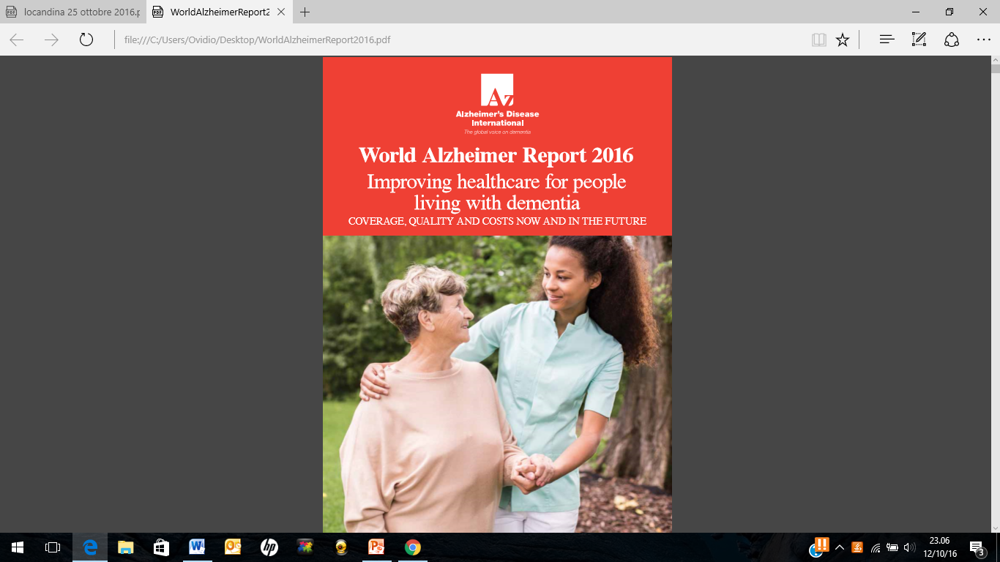 locandina 25 ottobre 2016.p
WorldAlzheimerReport2
file:///C:/Users/Ovidio/Desktop/WorldAlzheimerReport2016.pdf
Az
Alzheimer's Disease
International
The global voice on dementia
World Alzheimer Report 2016
Improving healthcare for people
living with dementia
COVERAGE, QUALITY AND COSTS NOW AND IN THE FUTURE
23.06
12/10/16
3